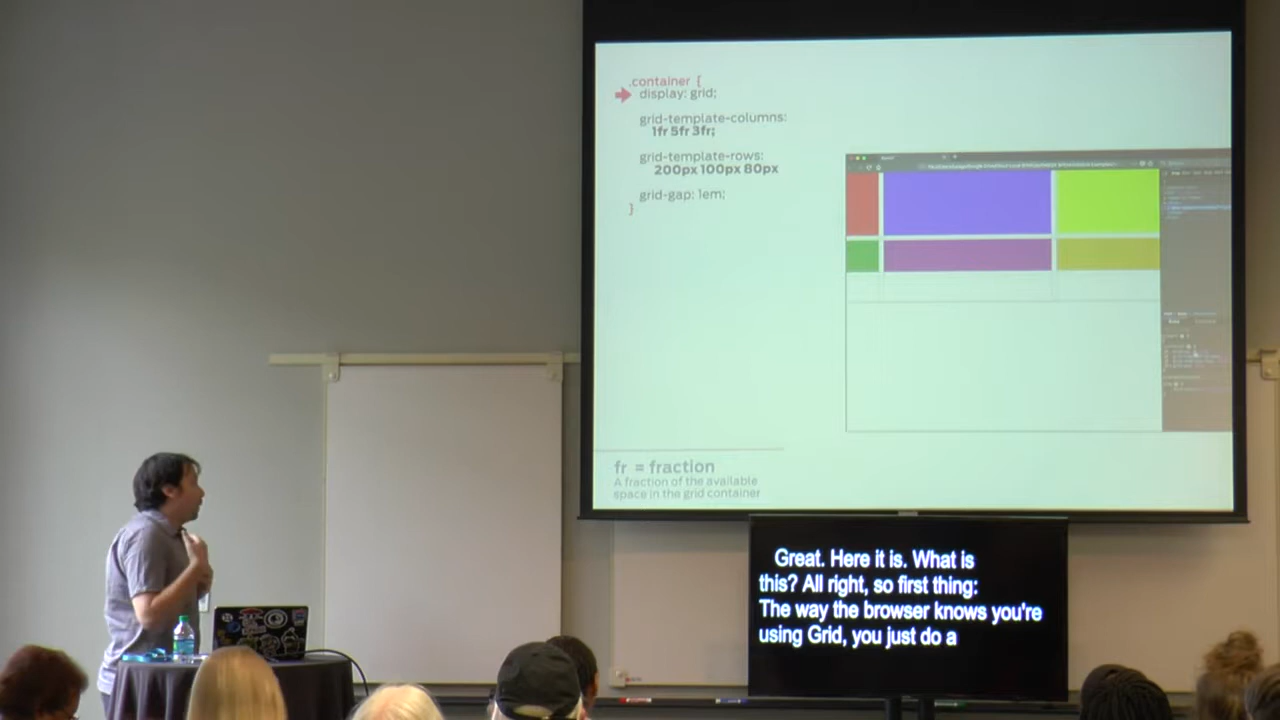 .container {
display: grid;
grid-template-columns:
1fr 5fr 3fr;
grid-template-rows:
200px 100px 80px
grid-gap: 1em;
}
fr = fraction
A fraction of the available
space in the grid container
Great. Here it is. What is
this? All right, so first thing:
The way the browser knows you're
using Grid, you just do a